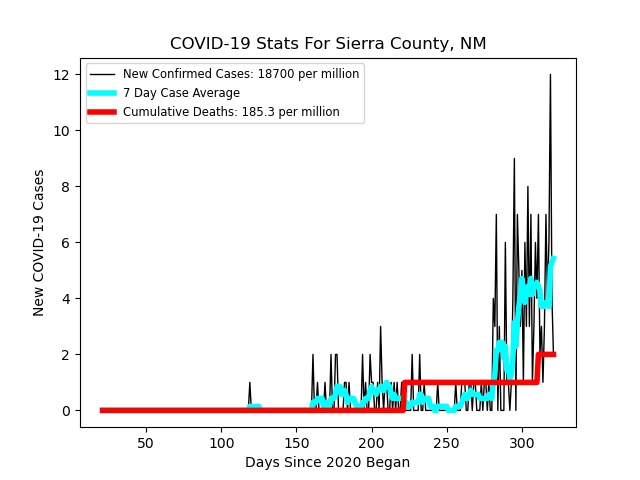 COVID-19 Stats For Sierra County, NM
New Confirmed Cases: 18700 per million
7 Day Case Average
Cumulative Deaths: 185.3 per million
New COVID-19 Cases
12
10
8
6
4
2
0
50
100
150
200
250
300
Days Since 2020 Began